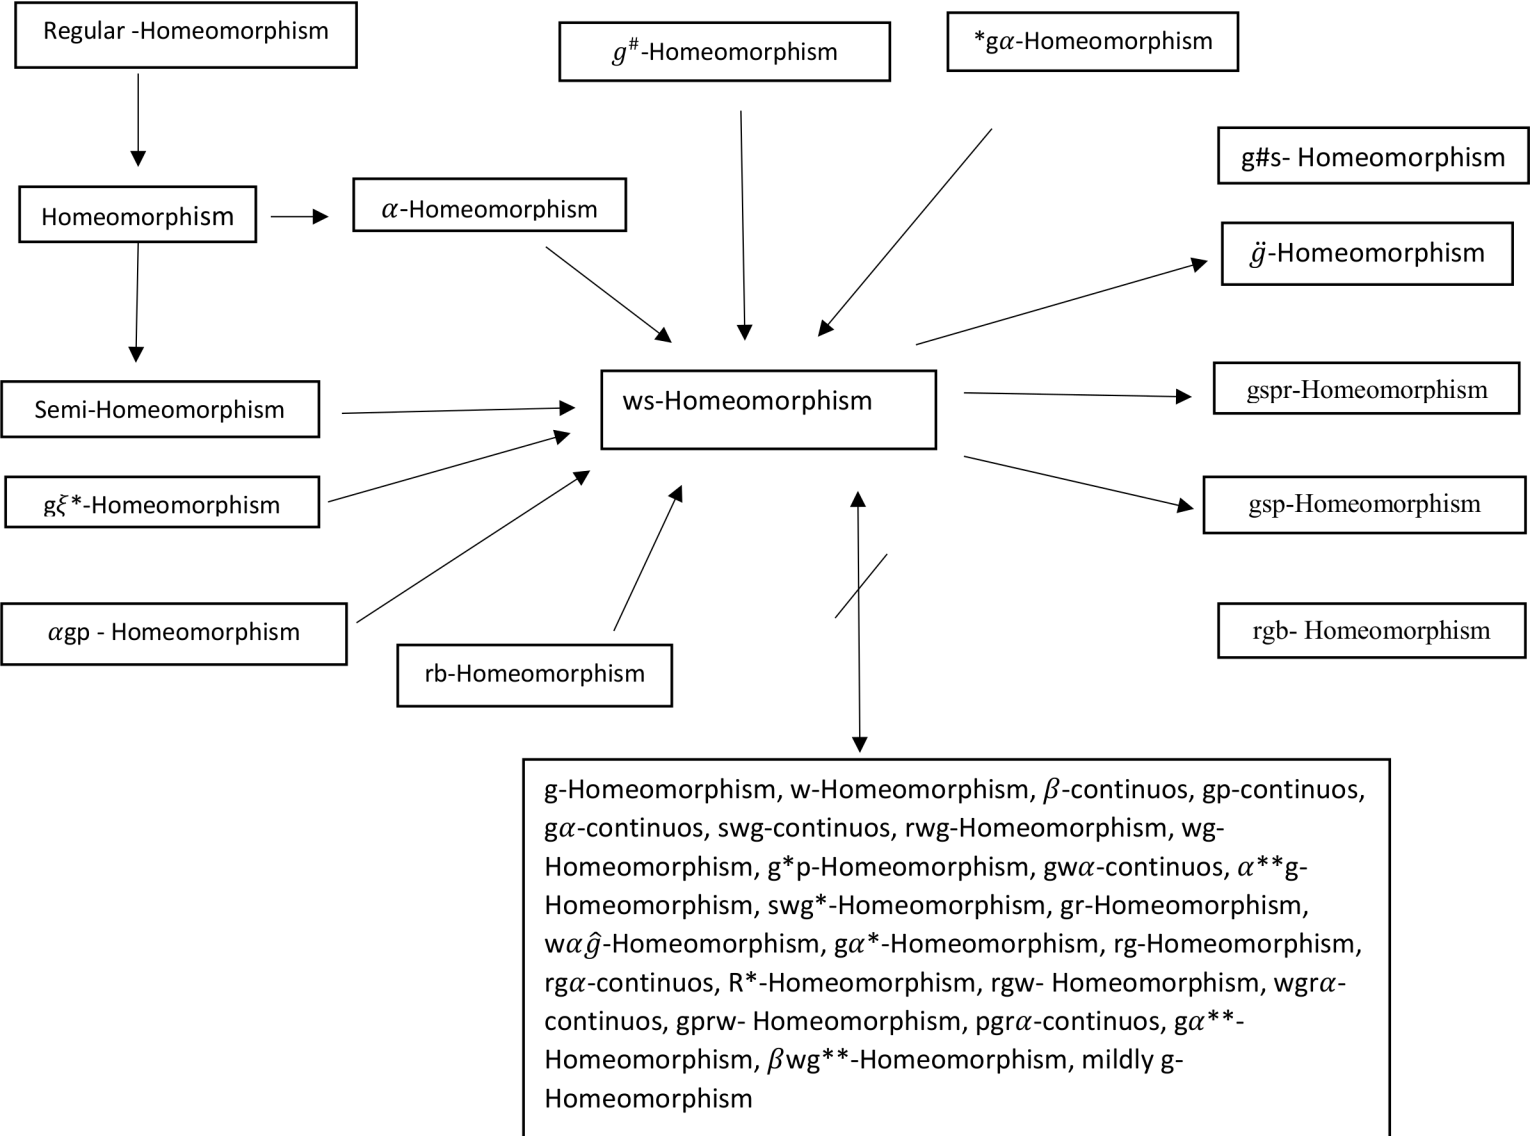 Regular -Homeomorphism
g#-Homeomorphism
*gα-Homeomorphism
g#s- Homeomorphism
Homeomorphism
α-Homeomorphism
g̈-Homeomorphism
Semi-Homeomorphism
ws-Homeomorphism
gspr-Homeomorphism
gξ*-Homeomorphism
gsp-Homeomorphism
αgp - Homeomorphism
rb-Homeomorphism
rgb- Homeomorphism
g-Homeomorphism, w-Homeomorphism, β-continuos, gp-continuos,
gα-continuos, swg-continuos, rwg-Homeomorphism, wg-
Homeomorphism, g*p-Homeomorphism, gwα-continuos, α**g-
Homeomorphism, swg*-Homeomorphism, gr-Homeomorphism,
wαĝ-Homeomorphism, gα*-Homeomorphism, rg-Homeomorphism,
rgα-continuos, R*-Homeomorphism, rgw- Homeomorphism, wgrα-
continuos, gprw- Homeomorphism, pgrα-continuos, gα**-
Homeomorphism, βwg**-Homeomorphism, mildly g-
Homeomorphism